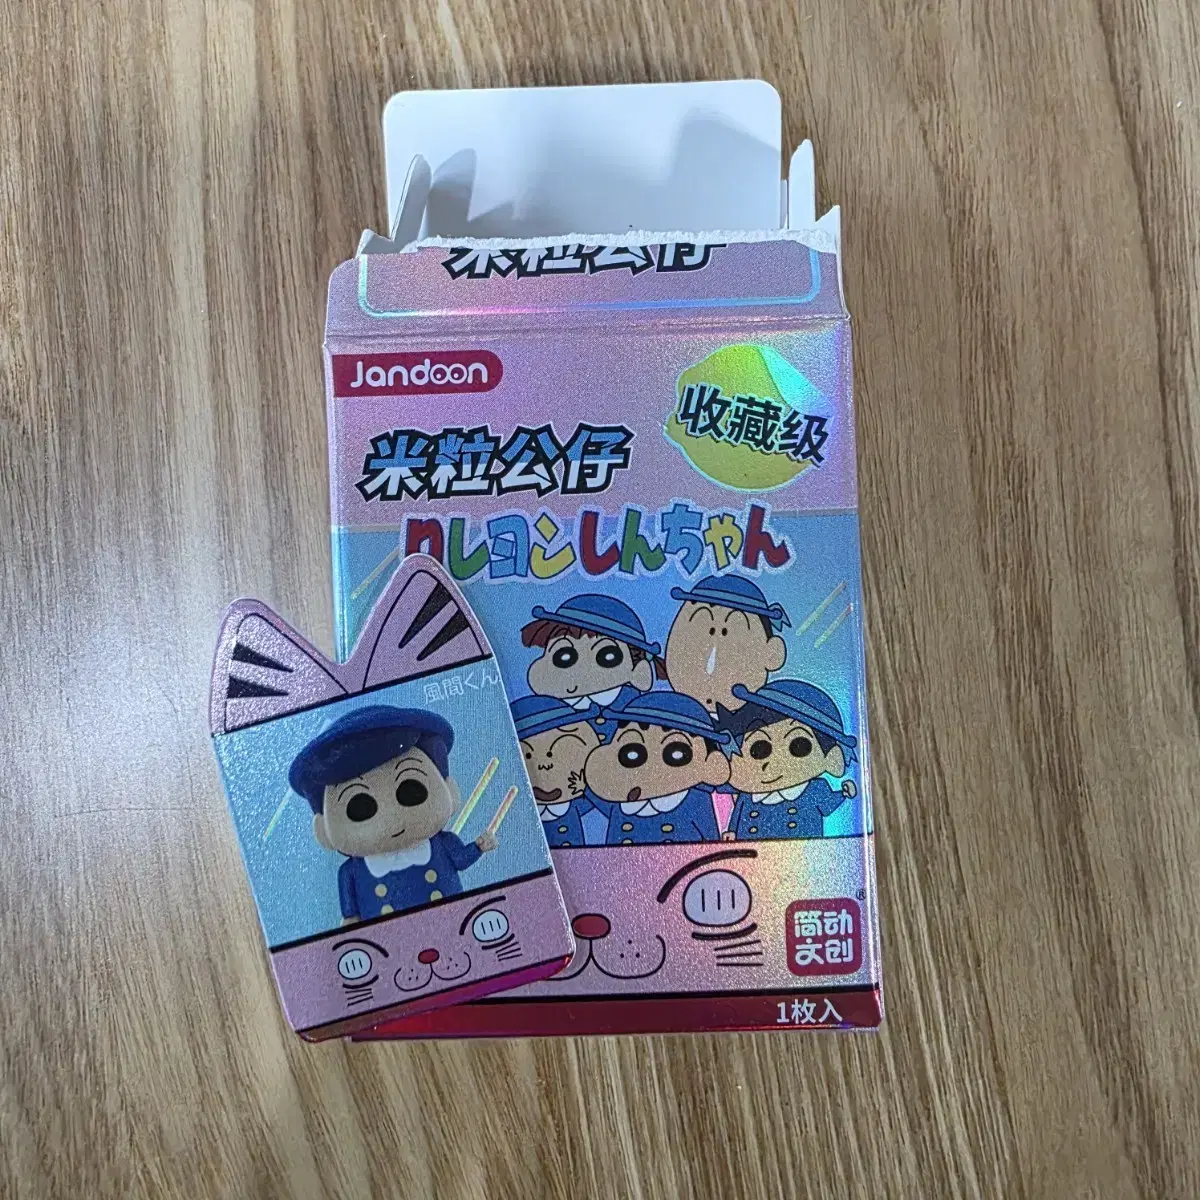 米粒公仔
Jandoon
收藏级
米粒公仔
クレヨンしんちゃん
風間くん
简动
文创
®
1枚入